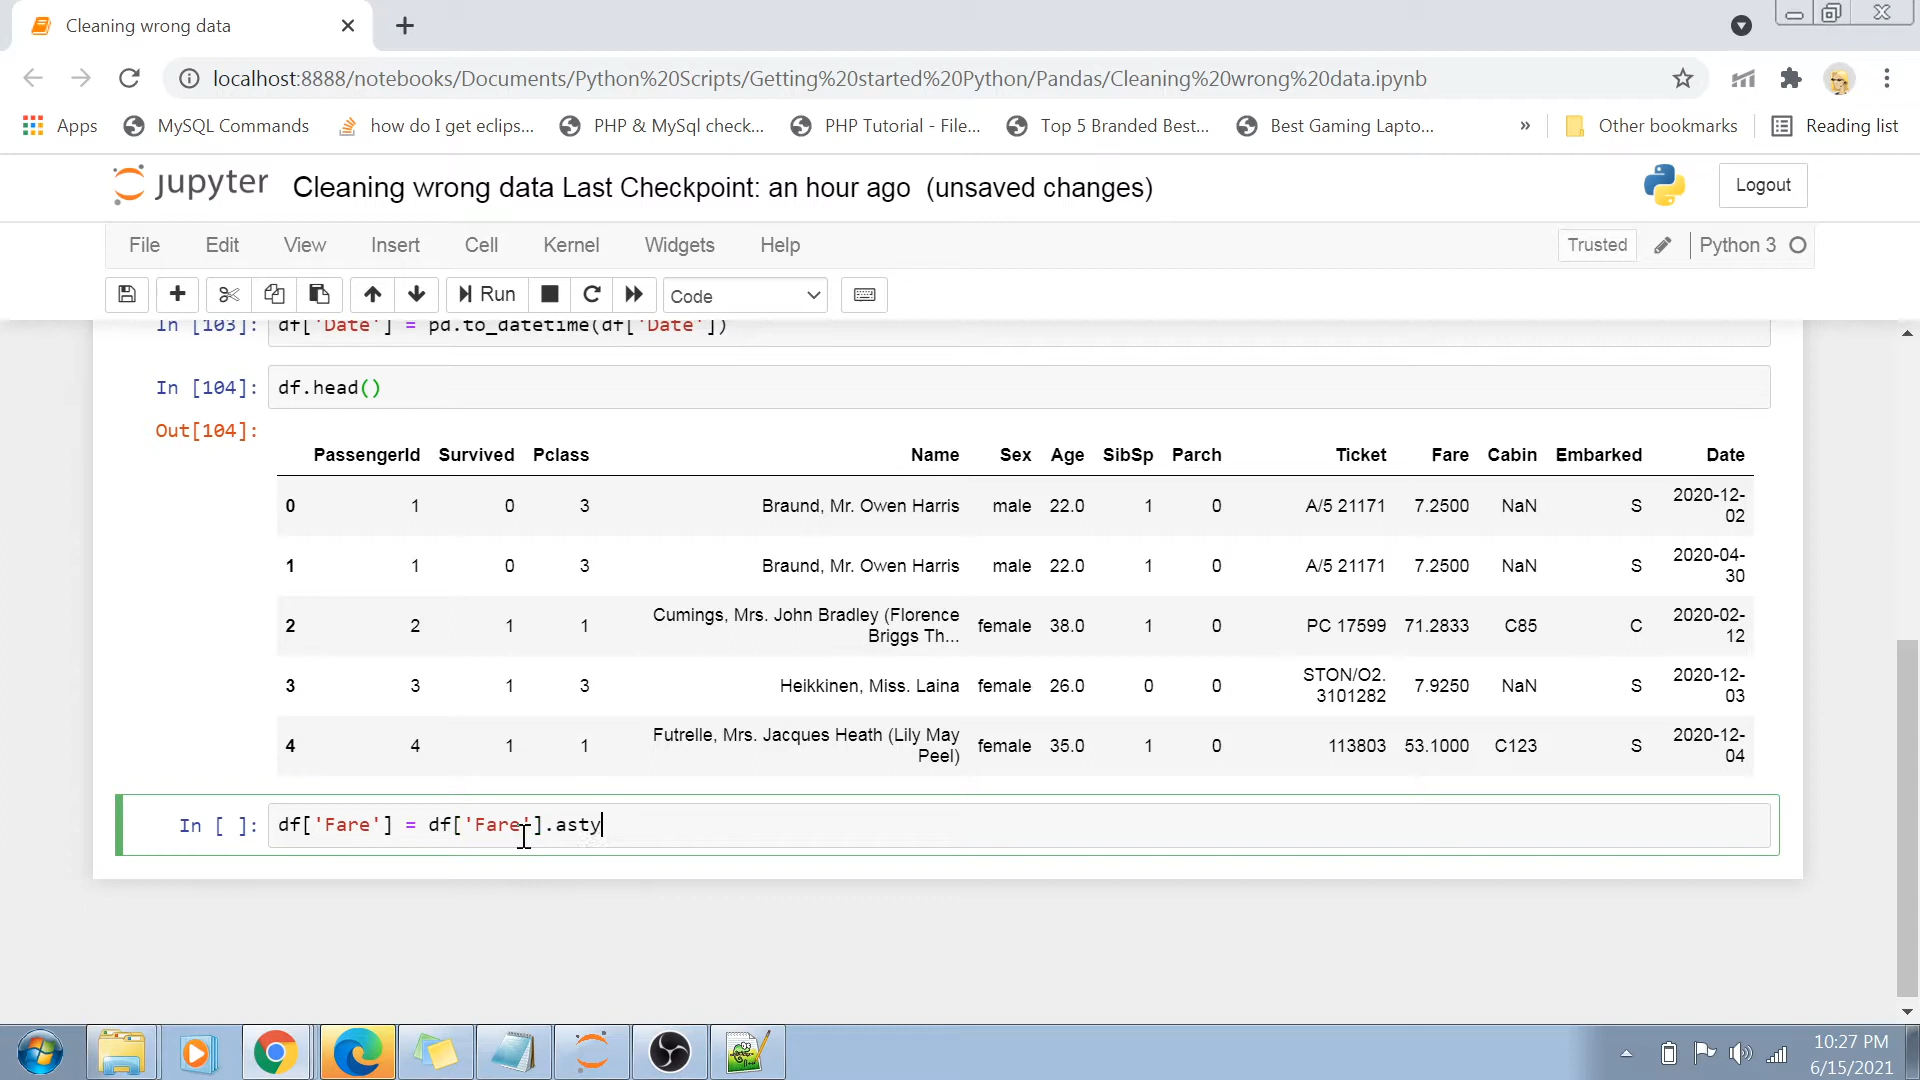 Cleaning wrong data
localhost:8888/notebooks/Documents/Python%20Scripts/Getting%20started%20Python/Pandas/Cleaning%20wrong%20data.ipynb
Apps MySQL Commands how do I get eclips... PHP & MySql check... PHP Tutorial - File... Top 5 Branded Best... Best Gaming Lapto... » Other bookmarks Reading list
jupyter Cleaning wrong data Last Checkpoint: an hour ago (unsaved changes) Logout
File Edit View Insert Cell Kernel Widgets Help Trusted Python 3
Run Code
In [103]: df['Date'] = pd.to_datetime(df['Date'])
In [104]: df.head()
Out[104]:
PassengerId Survived Pclass Name Sex Age SibSp Parch Ticket Fare Cabin Embarked Date
0 1 0 3 Braund, Mr. Owen Harris male 22.0 1 0 A/5 21171 7.2500 NaN S 2020-12-
02
1 1 0 3 Braund, Mr. Owen Harris male 22.0 1 0 A/5 21171 7.2500 NaN S 2020-04-
30
2 2 1 1 Cumings, Mrs. John Bradley (Florence female 38.0 1 0 PC 17599 71.2833 C85 C 2020-02-
Briggs Th... 12
3 3 1 3 Heikkinen, Miss. Laina female 26.0 0 0 STON/O2. 7.9250 NaN S 2020-12-
3101282 03
4 4 1 1 Futrelle, Mrs. Jacques Heath (Lily May female 35.0 1 0 113803 53.1000 C123 S 2020-12-
Peel) 04
In [ ]: df['Fare'] = df['Fare'].asty
10:27 PM
6/15/2021